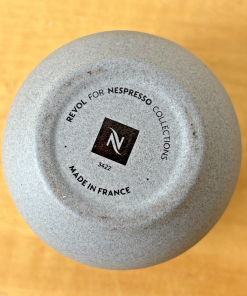 REVOL FOR NESPRESSO COLLECTIONS
N
3422
MADE IN FRANCE